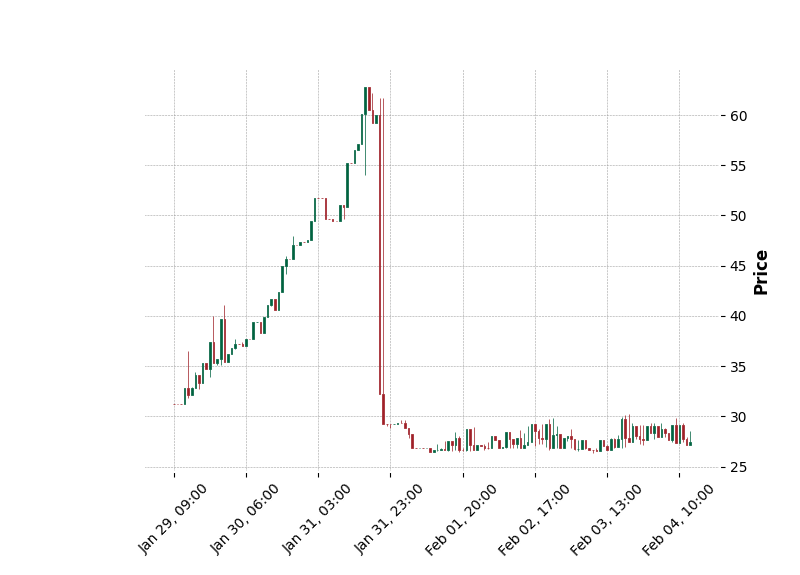 60
55
50
45
40
35
30
25
Price
Jan 29, 09:00
Jan 30, 06:00
Jan 31, 03:00
Jan 31, 23:00
Feb 01, 20:00
Feb 02, 17:00
Feb 03, 13:00
Feb 04, 10:00